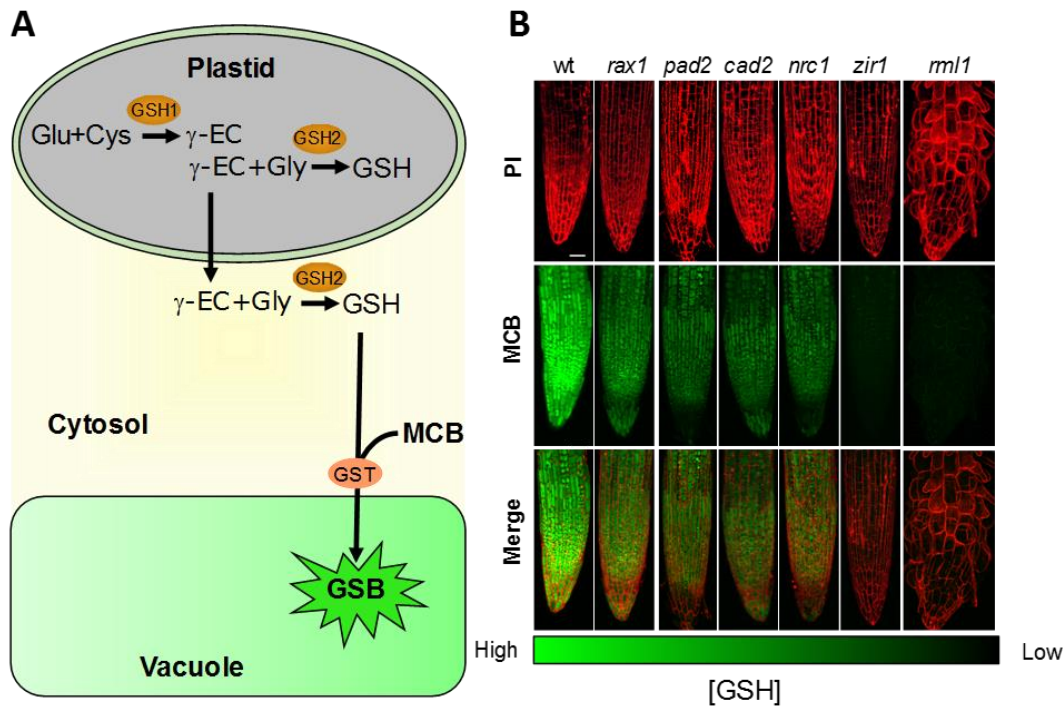 A
Plastid
GSH1
Glu+Cys
γ-EC
GSH2
γ-EC+Gly
GSH
GSH2
γ-EC+Gly
GSH
Cytosol
MCB
GST
GSB
Vacuole
B
wt rax1 pad2 cad2 nrc1 zir1 rml1
PI
MCB
Merge
High
Low
[GSH]